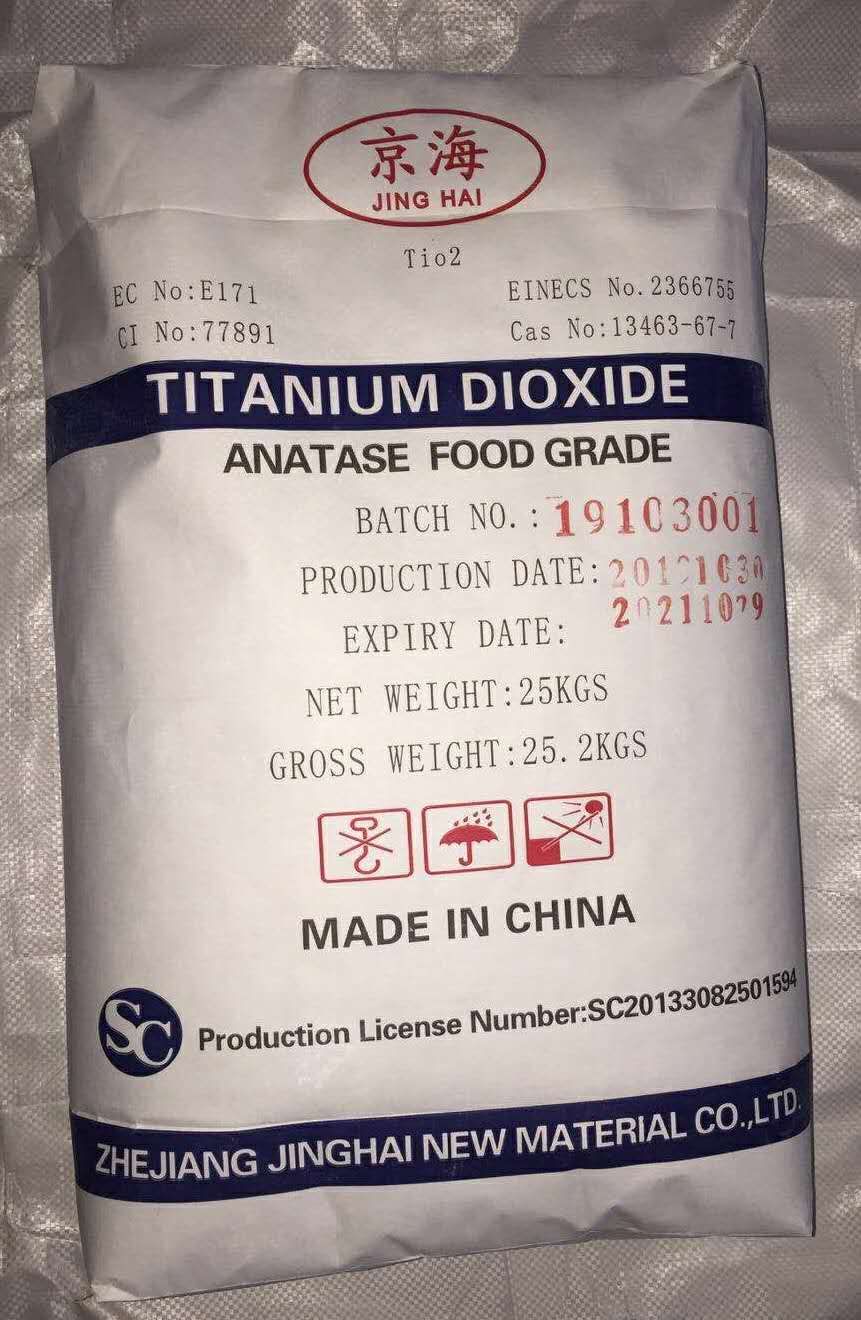 京海
JING HAI
Tio2
EC No:E171
EINECS No.2366755
CI No:77891
Cas No:13463-67-7
TITANIUM DIOXIDE
ANATASE FOOD GRADE
BATCH NO.: 19103001
PRODUCTION DATE: 20191030
EXPIRY DATE: 20211029
NET WEIGHT:25KGS
GROSS WEIGHT:25.2KGS
MADE IN CHINA
SC Production License Number:SC20133082501594
ZHEJIANG JINGHAI NEW MATERIAL CO.,LTD.